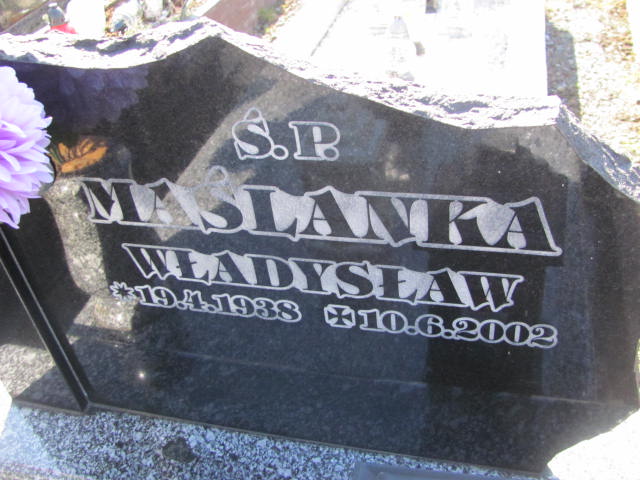 Ś.P.
MAŚLANKA
WŁADYSŁAW
*19.4.1938 ✠10.6.2002